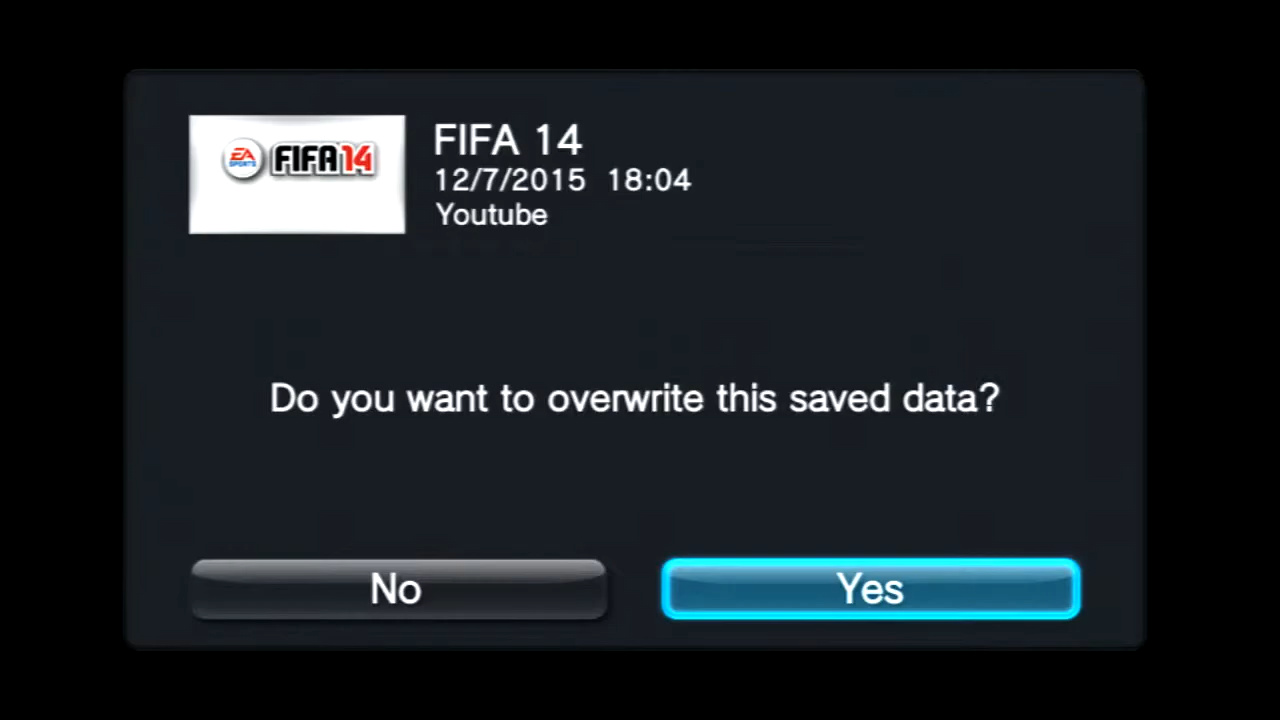 EA
SPORTS
FIFA14
FIFA 14
12/7/2015 18:04
Youtube
Do you want to overwrite this saved data?
No
Yes